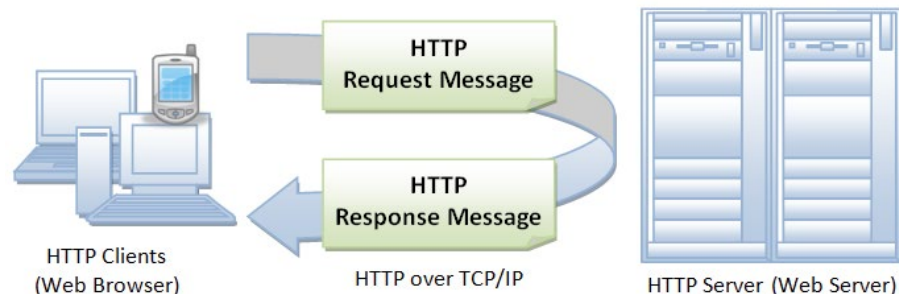 HTTP
Request Message
HTTP
Response Message
HTTP Clients
(Web Browser)
HTTP over TCP/IP
HTTP Server (Web Server)